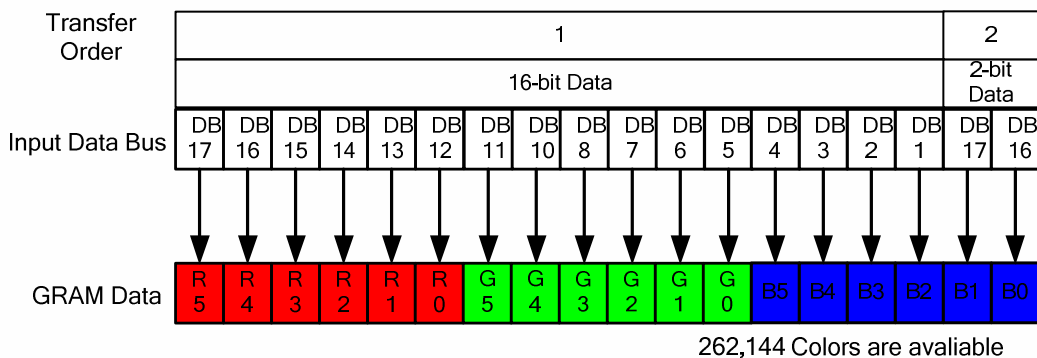 Transfer Order 1 2
16-bit Data 2-bit Data
Input Data Bus DB 17 DB 16 DB 15 DB 14 DB 13 DB 12 DB 11 DB 10 DB 8 DB 7 DB 6 DB 5 DB 4 DB 3 DB 2 DB 1 DB 17 DB 16
GRAM Data R 5 R 4 R 3 R 2 R 1 R 0 G 5 G 4 G 3 G 2 G 1 G 0 B5 B4 B3 B2 B1 B0
262,144 Colors are avaliable